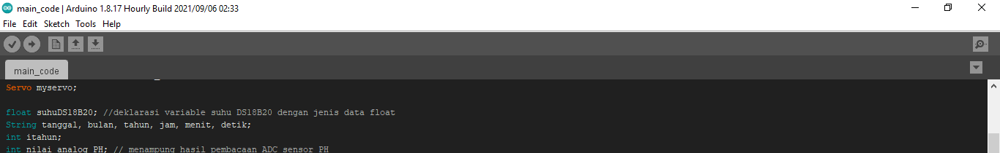 main_code | Arduino 1.8.17 Hourly Build 2021/09/06 02:33
File Edit Sketch Tools Help
main_code
Servo myservo;
float suhuDS18B20; //deklarasi variable suhu DS18B20 dengan jenis data float
String tanggal, bulan, tahun, jam, menit, detik;
int itahun;
int nilai_analog_PH; // menampung hasil pembacaan ADC sensor PH